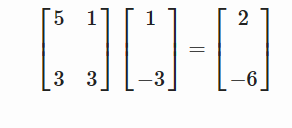 [5 1] [1] = [2]
[3 3] [−3] [−6]